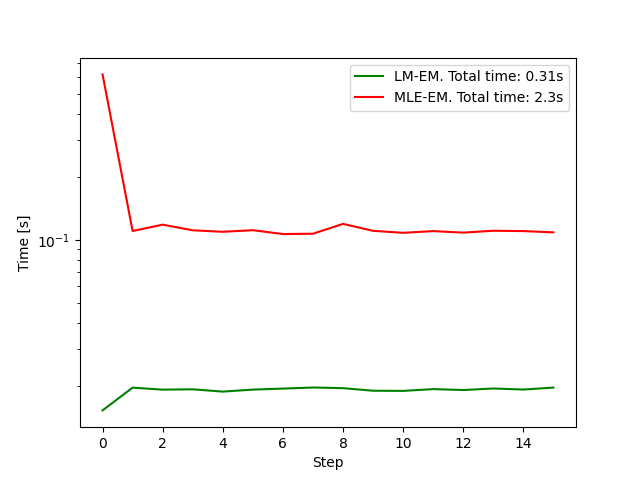 LM-EM. Total time: 0.31s
MLE-EM. Total time: 2.3s
Time [s]
10⁻¹
0 2 4 6 8 10 12 14
Step